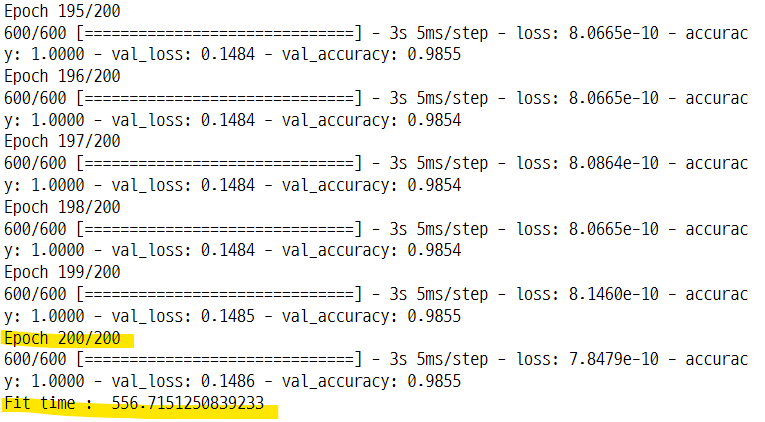 Epoch 195/200
600/600 [==============================] - 3s 5ms/step - loss: 8.0665e-10 - accurac
y: 1.0000 - val_loss: 0.1484 - val_accuracy: 0.9855
Epoch 196/200
600/600 [==============================] - 3s 5ms/step - loss: 8.0665e-10 - accurac
y: 1.0000 - val_loss: 0.1484 - val_accuracy: 0.9854
Epoch 197/200
600/600 [==============================] - 3s 5ms/step - loss: 8.0864e-10 - accurac
y: 1.0000 - val_loss: 0.1484 - val_accuracy: 0.9854
Epoch 198/200
600/600 [==============================] - 3s 5ms/step - loss: 8.0665e-10 - accurac
y: 1.0000 - val_loss: 0.1484 - val_accuracy: 0.9854
Epoch 199/200
600/600 [==============================] - 3s 5ms/step - loss: 8.1460e-10 - accurac
y: 1.0000 - val_loss: 0.1485 - val_accuracy: 0.9855
Epoch 200/200
600/600 [==============================] - 3s 5ms/step - loss: 7.8479e-10 - accurac
y: 1.0000 - val_loss: 0.1486 - val_accuracy: 0.9855
Fit time :  556.7151250839233